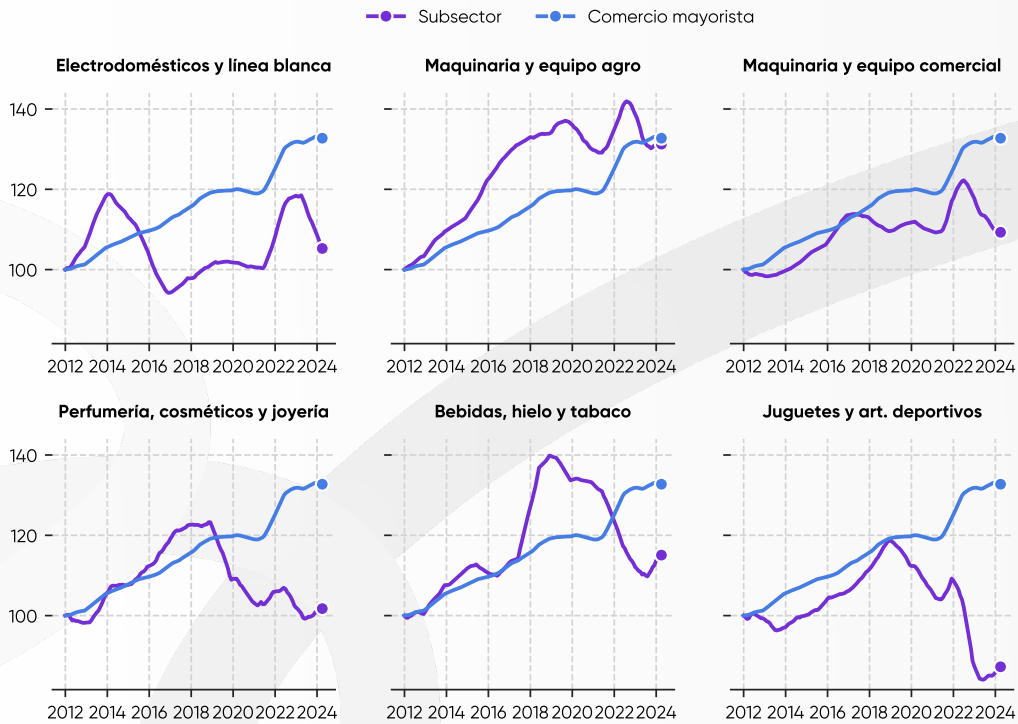 Subsector Comercio mayorista
Electrodomésticos y línea blanca
Maquinaria y equipo agro
Maquinaria y equipo comercial
140
120
100
2012 2014 2016 2018 2020 2022 2024
2012 2014 2016 2018 2020 2022 2024
2012 2014 2016 2018 2020 2022 2024
Perfumería, cosméticos y joyería
Bebidas, hielo y tabaco
Juguetes y art. deportivos
140
120
100
2012 2014 2016 2018 2020 2022 2024
2012 2014 2016 2018 2020 2022 2024
2012 2014 2016 2018 2020 2022 2024